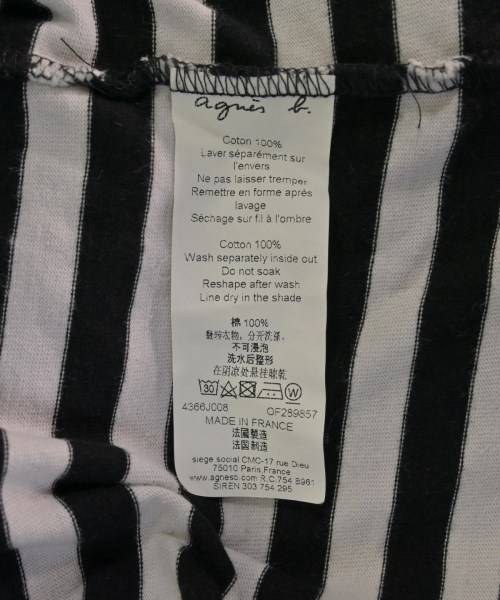 agnès b.
Coton 100%
Laver séparément sur
l'envers
Ne pas laisser tremper
Remettre en forme après
lavage
Séchage sur fil à l'ombre
Cotton 100%
Wash separately inside out
Do not soak
Reshape after wash
Line dry in the shade
棉 100%
翻转衣物，分开洗涤。
不可浸泡
洗水后整形
在阴凉处悬挂晾乾
30 W
4366J008 OF289857
MADE IN FRANCE
法國製造
法国制造
siege social CMC-17 rue Dieu
75010 Paris.France
www.agnesb.com R.C.754 8961
SIREN 303 754 295